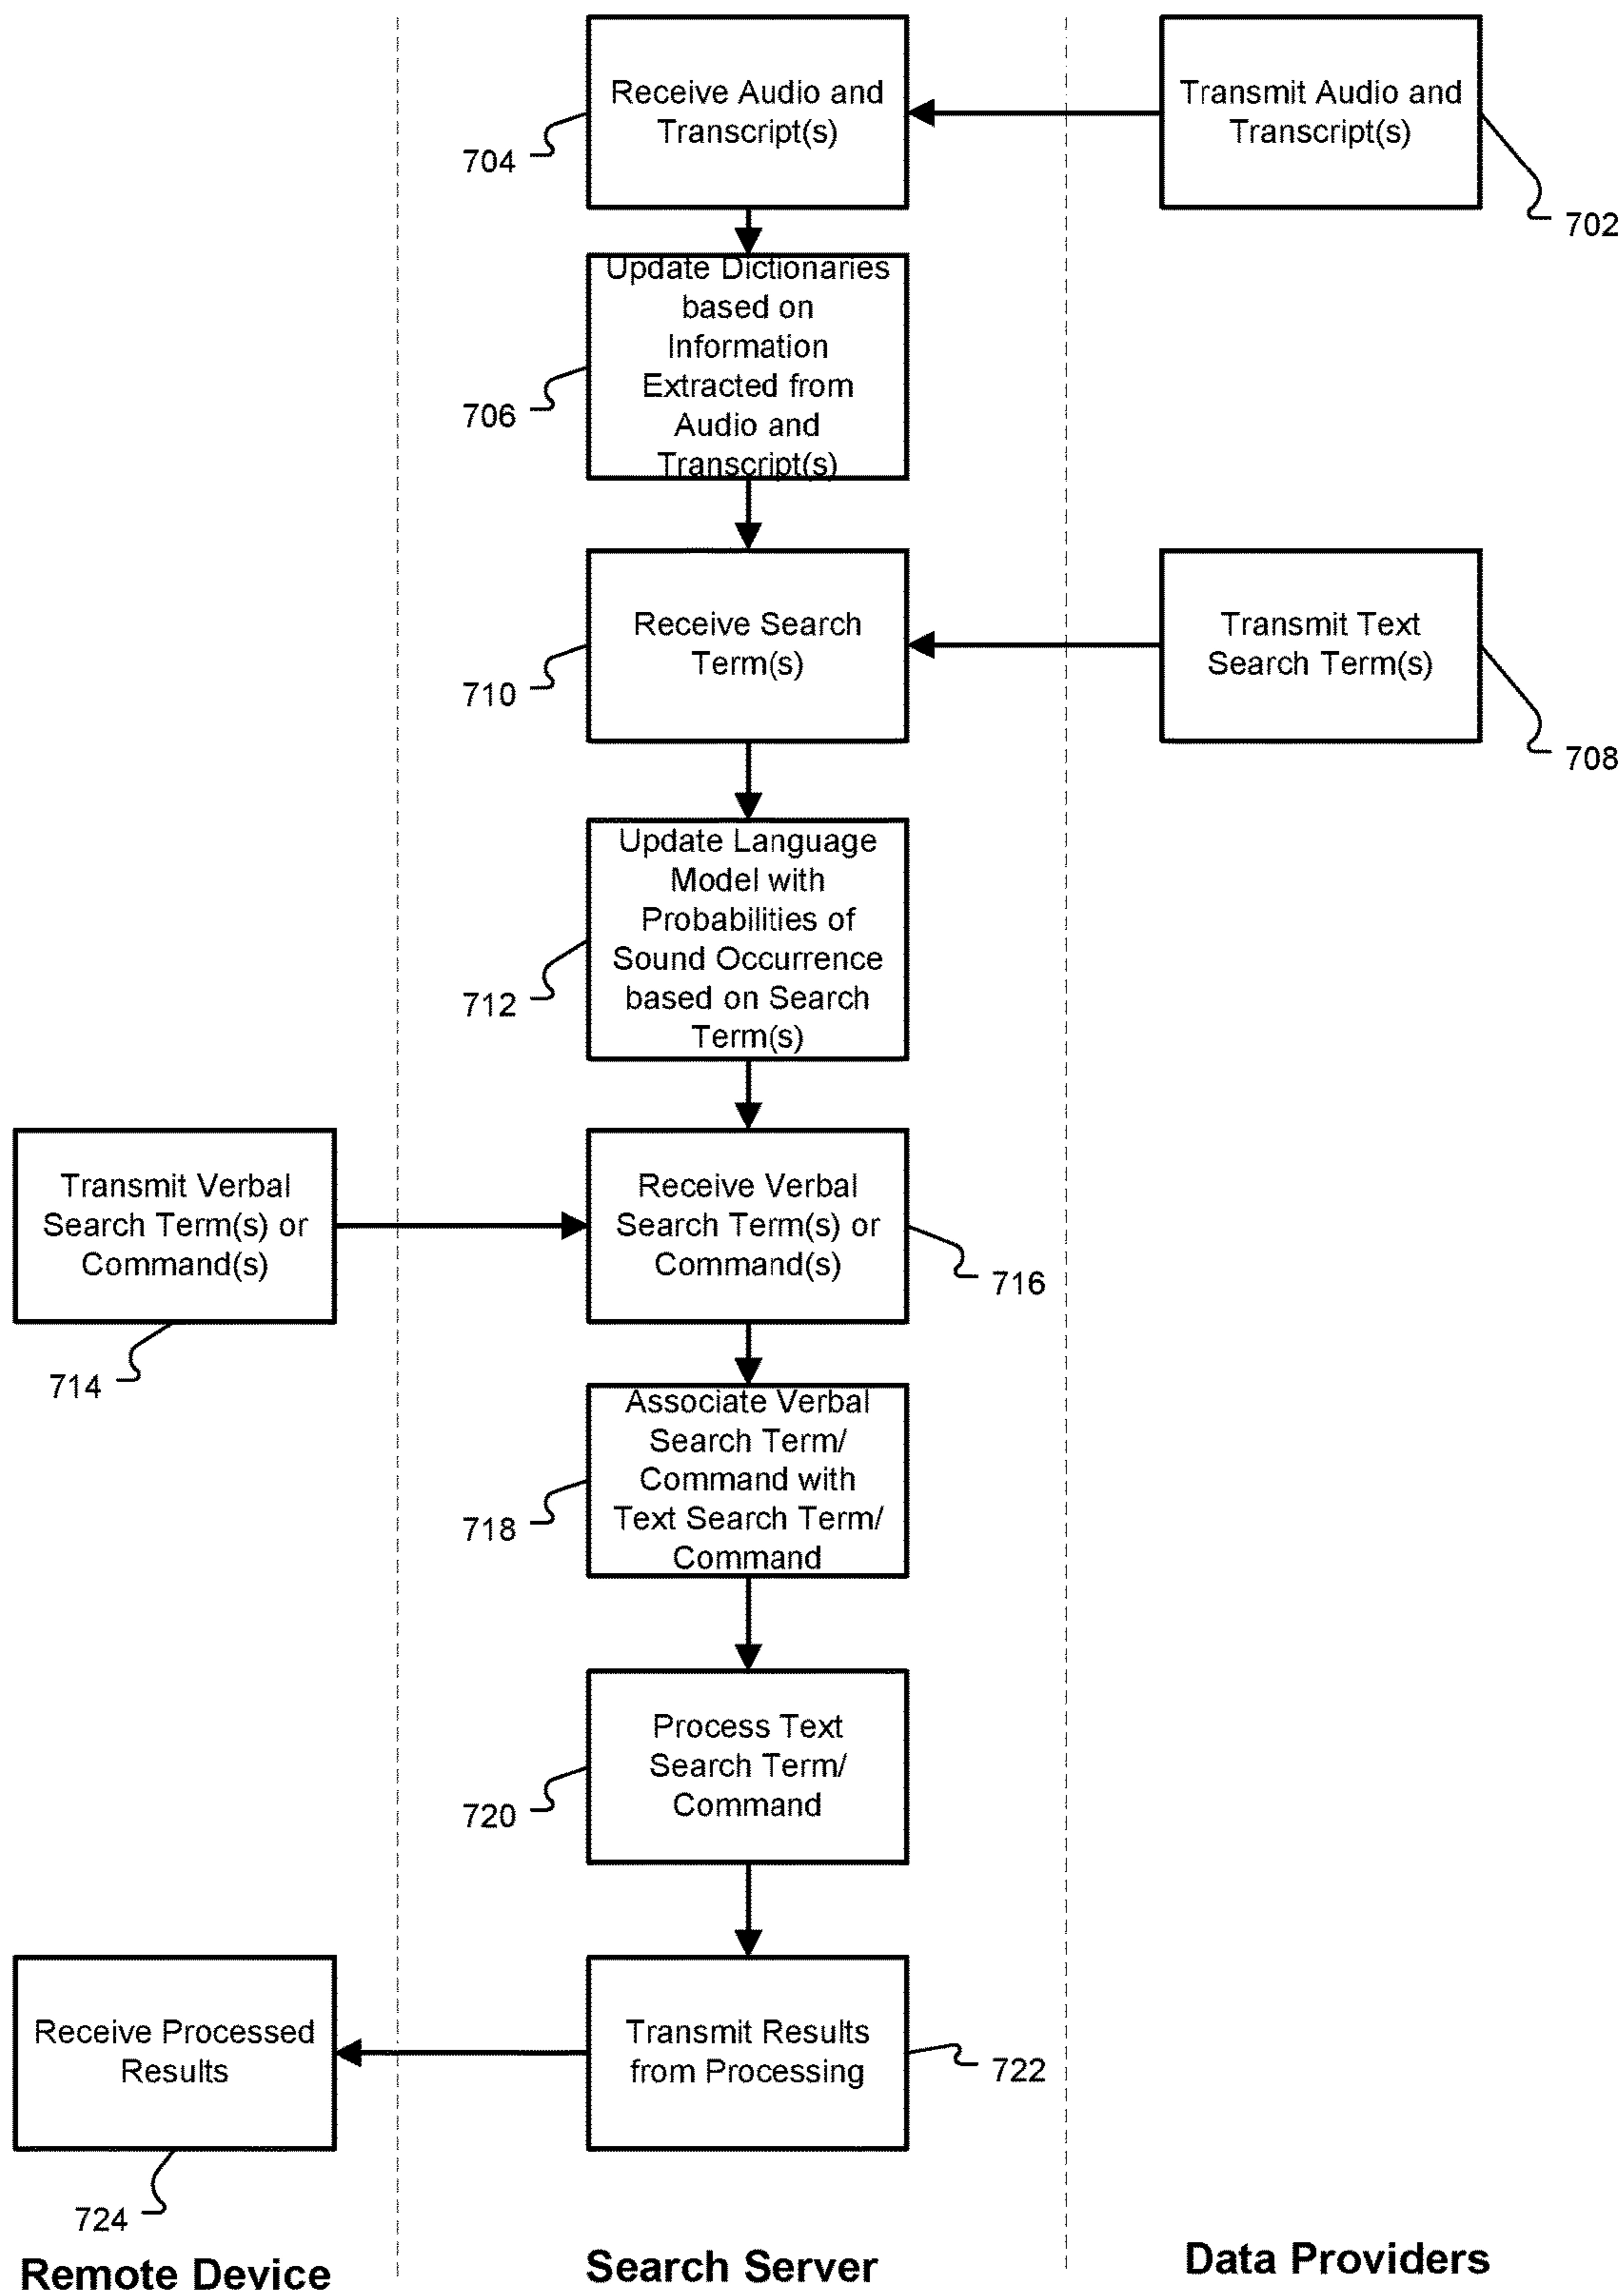 Receive Audio and
Transcript(s)
704
Transmit Audio and
Transcript(s)
702
Update Dictionaries
based on
Information
Extracted from
Audio and
Transcript(s)
706
Receive Search
Term(s)
710
Transmit Text
Search Term(s)
708
Update Language
Model with
Probabilities of
Sound Occurrence
based on Search
Term(s)
712
Transmit Verbal
Search Term(s) or
Command(s)
714
Receive Verbal
Search Term(s) or
Command(s)
716
Associate Verbal
Search Term/
Command with
Text Search Term/
Command
718
Process Text
Search Term/
Command
720
Receive Processed
Results
724
Transmit Results
from Processing
722
Remote Device
Search Server
Data Providers